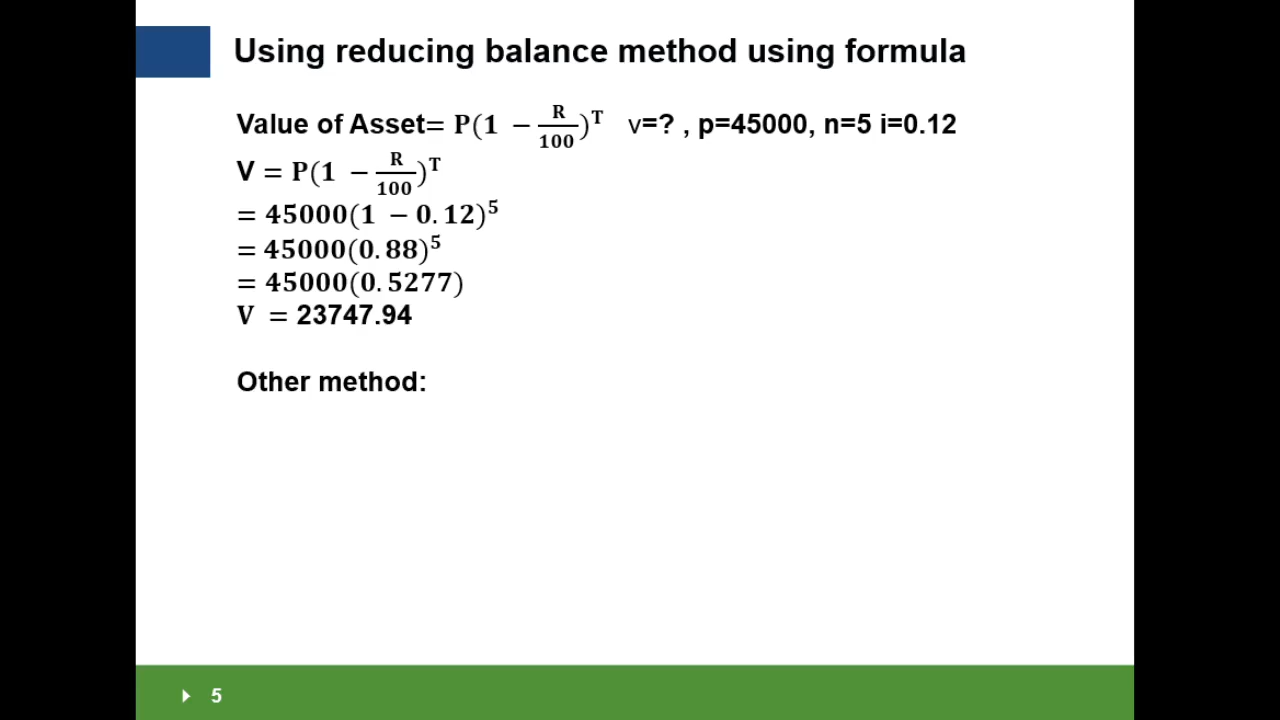 Using reducing balance method using formula
Value of Asset= P(1 − R/100)^T v=? , p=45000, n=5 i=0.12
V = P(1 − R/100)^T
= 45000(1 − 0.12)^5
= 45000(0.88)^5
= 45000(0.5277)
V = 23747.94
Other method:
5